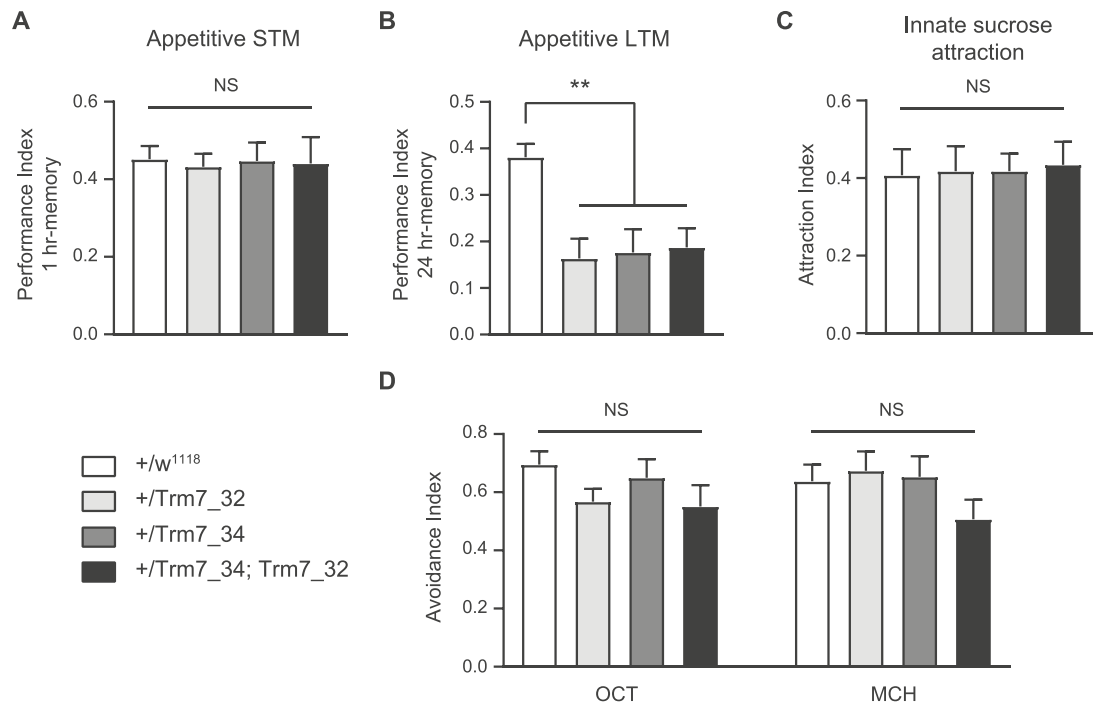 A
Appetitive STM
NS
Performance Index
1 hr-memory
0.6
0.4
0.2
0.0
B
Appetitive LTM
**
Performance Index
24 hr-memory
0.5
0.4
0.3
0.2
0.1
0.0
C
Innate sucrose
attraction
NS
Attraction Index
0.6
0.4
0.2
0.0
+/w¹¹¹⁸
+/Trm7_32
+/Trm7_34
+/Trm7_34; Trm7_32
D
NS
NS
Avoidance Index
0.8
0.6
0.4
0.2
0.0
OCT
MCH